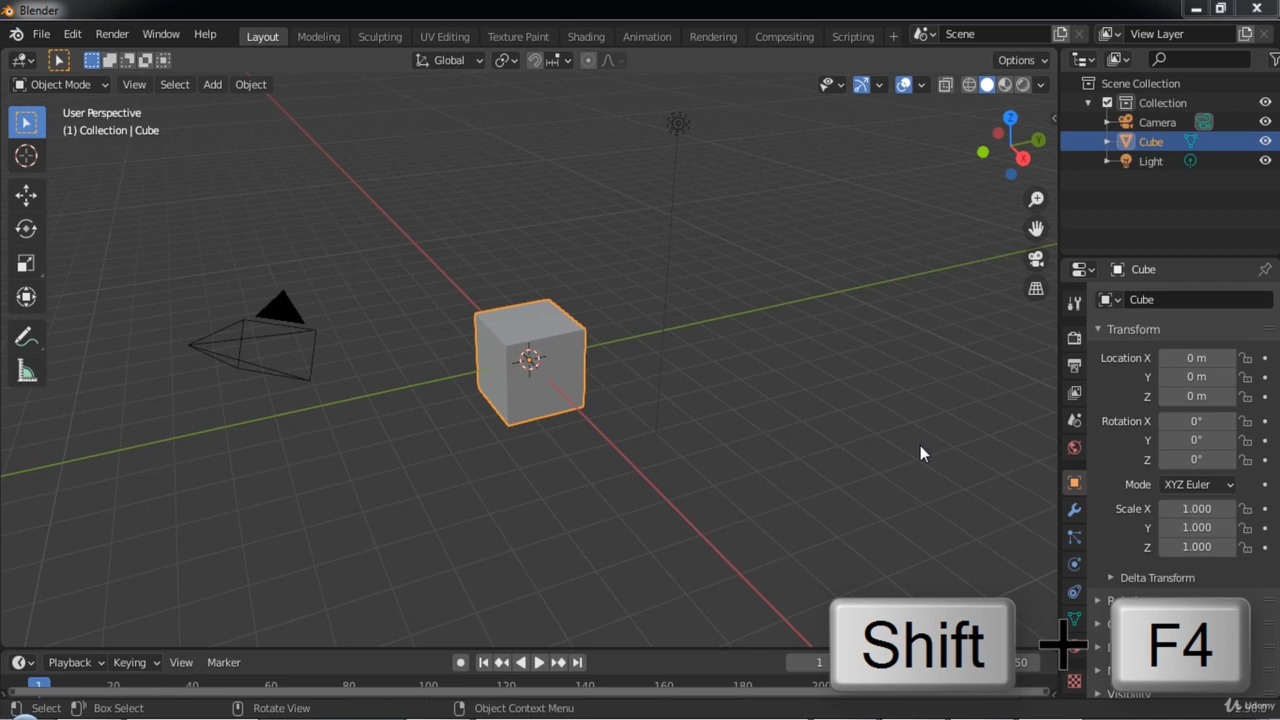 Blender
File Edit Render Window Help
Layout Modeling Sculpting UV Editing Texture Paint Shading Animation Rendering Compositing Scripting +
Scene
View Layer
Global
Options
Object Mode View Select Add Object
User Perspective
(1) Collection | Cube
Z
Y
X
Scene Collection
Collection
Camera
Cube
Light
Cube
Cube
Transform
Location X 0 m
Y 0 m
Z 0 m
Rotation X 0°
Y 0°
Z 0°
Mode XYZ Euler
Scale X 1.000
Y 1.000
Z 1.000
Delta Transform
Visibility
Shift + F4
Playback Keying View Marker
1
50
1 20 40 60 80 100 120 140 160 180
Select Box Select Rotate View Object Context Menu
Udemy